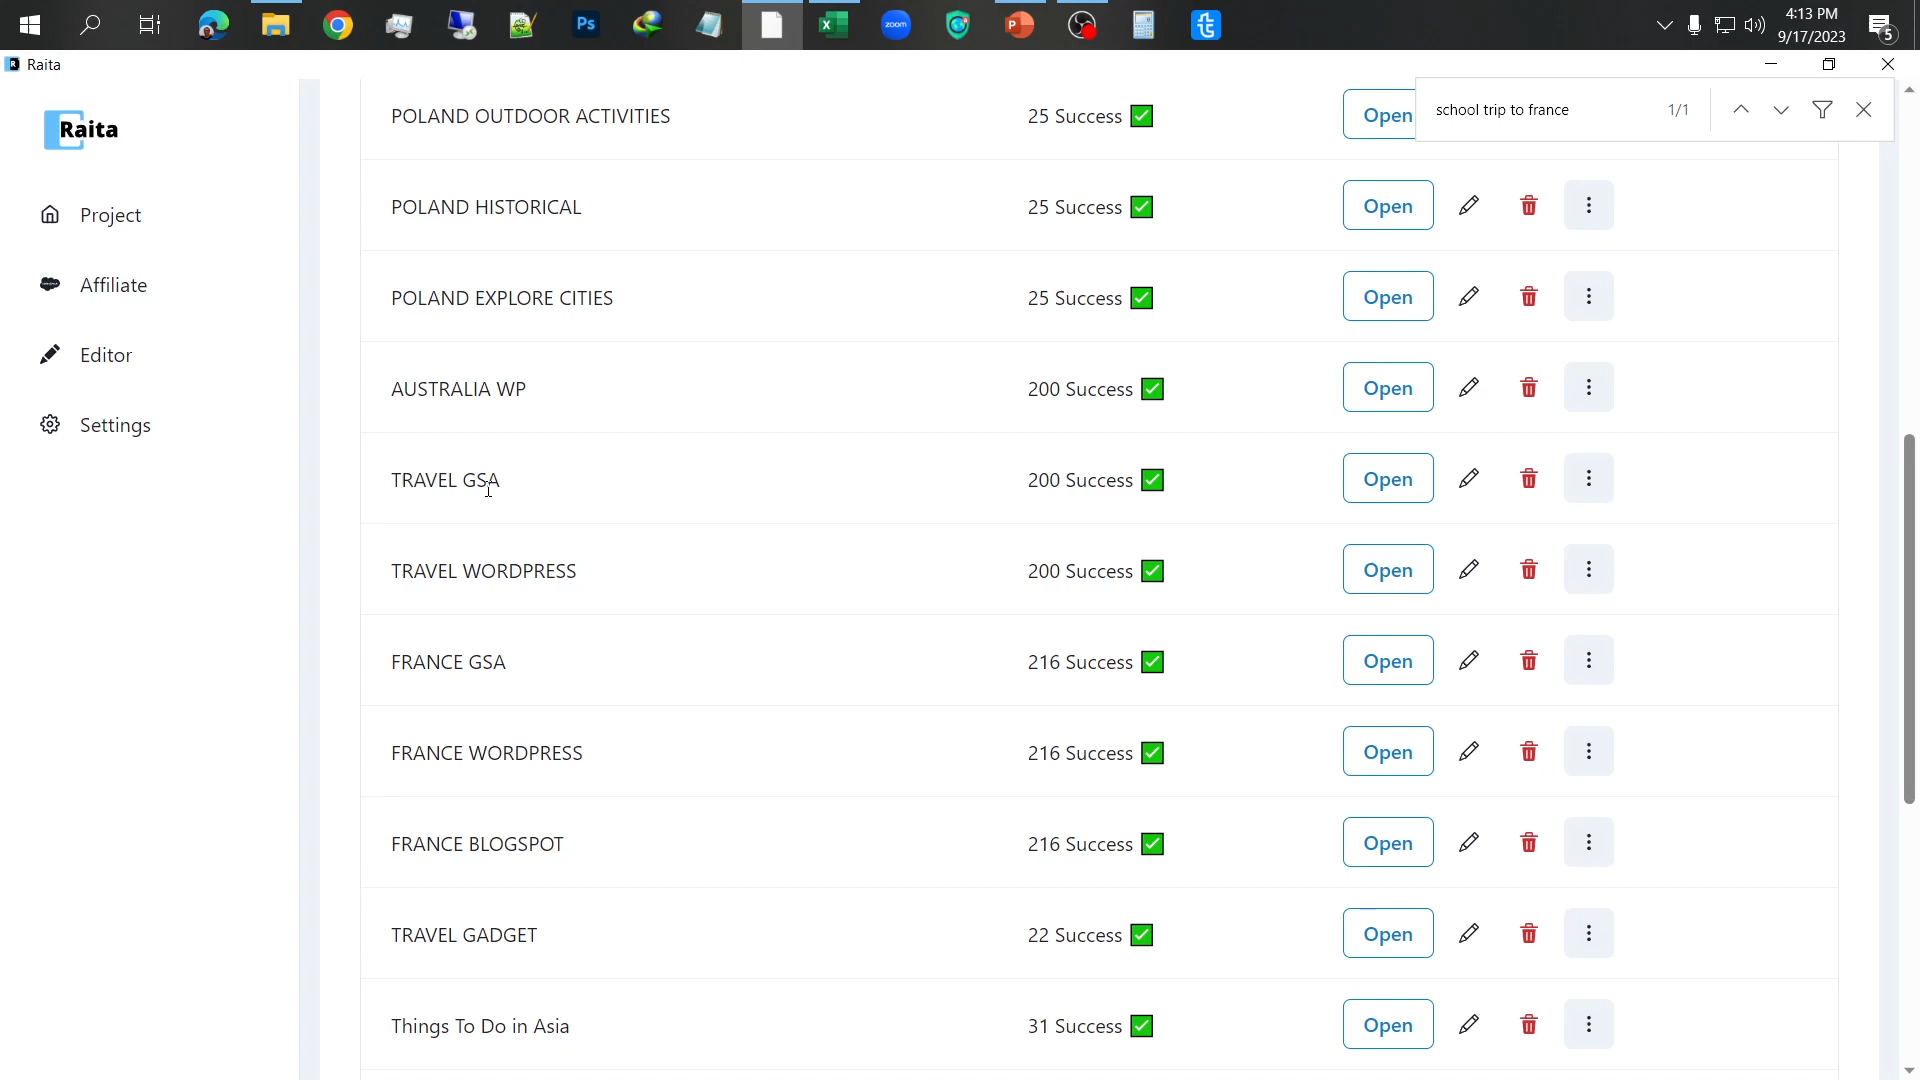 Ps
zoom
4:13 PM
9/17/2023
5
Raita
school trip to france 1/1
Raita
Project
Affiliate
Editor
Settings
POLAND OUTDOOR ACTIVITIES 25 Success Open
POLAND HISTORICAL 25 Success Open
POLAND EXPLORE CITIES 25 Success Open
AUSTRALIA WP 200 Success Open
TRAVEL GSA 200 Success Open
TRAVEL WORDPRESS 200 Success Open
FRANCE GSA 216 Success Open
FRANCE WORDPRESS 216 Success Open
FRANCE BLOGSPOT 216 Success Open
TRAVEL GADGET 22 Success Open
Things To Do in Asia 31 Success Open